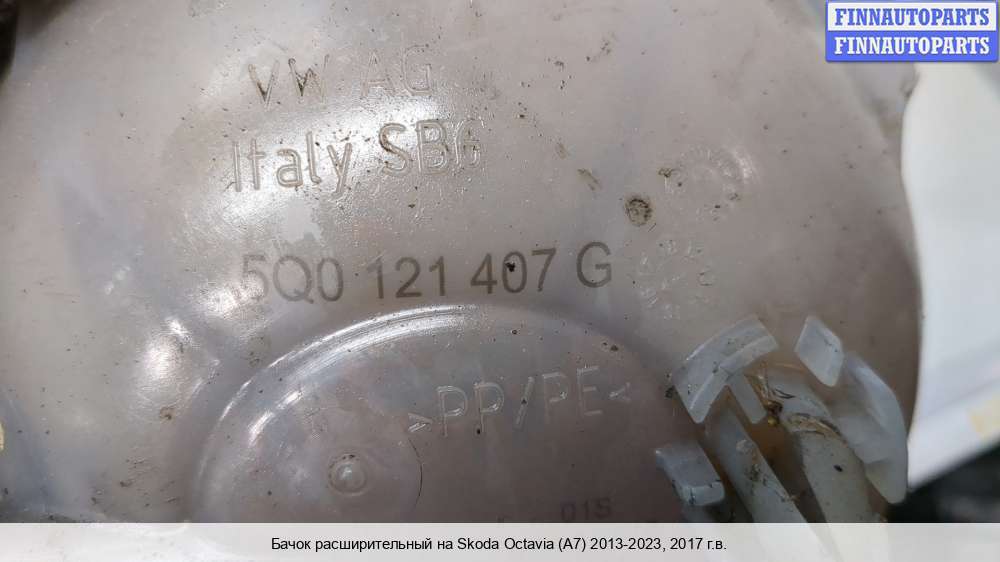 FINNAUTOPARTS
FINNAUTOPARTS
VW AG
Italy SBG
5Q0 121 407 G
>PP/PE<
01S
Бачок расширительный на Skoda Octavia (A7) 2013-2023, 2017 г.в.